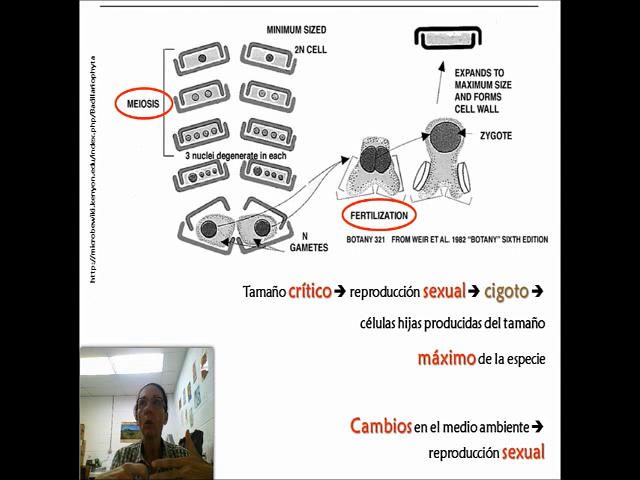 MINIMUM SIZED
2N CELL
MEIOSIS
3 nuclei degenerate in each
N
GAMETES
FERTILIZATION
EXPANDS TO
MAXIMUM SIZE
AND FORMS
CELL WALL
ZYGOTE
BOTANY 321 FROM WEIR ET AL. 1982 "BOTANY" SIXTH EDITION
http://microbewiki.kenyon.edu/index.php/Bacillariophyta
Tamaño crítico → reproducción sexual → cigoto →
células hijas producidas del tamaño
máximo de la especie
Cambios en el medio ambiente →
reproducción sexual